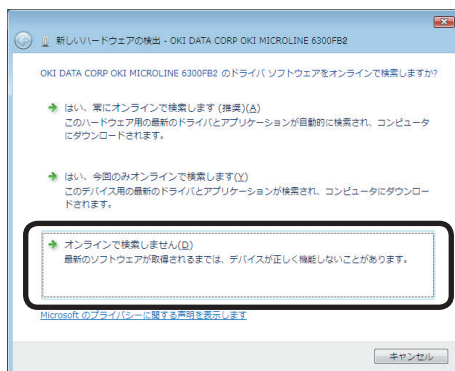 新しいハードウェアの検出 - OKI DATA CORP OKI MICROLINE 6300FB2
OKI DATA CORP OKI MICROLINE 6300FB2 のドライバ ソフトウェアをオンラインで検索しますか?
はい、常にオンラインで検索します (推奨)(A)
このハードウェア用の最新のドライバとアプリケーションが自動的に検索され、コンピュータ
にダウンロードされます。
はい、今回のみオンラインで検索します(Y)
このデバイス用の最新のドライバとアプリケーションが検索され、コンピュータにダウンロー
ドされます。
オンラインで検索しません(D)
最新のソフトウェアが取得されるまでは、デバイスが正しく機能しないことがあります。
Microsoft のプライバシーに関する声明を表示します
キャンセル